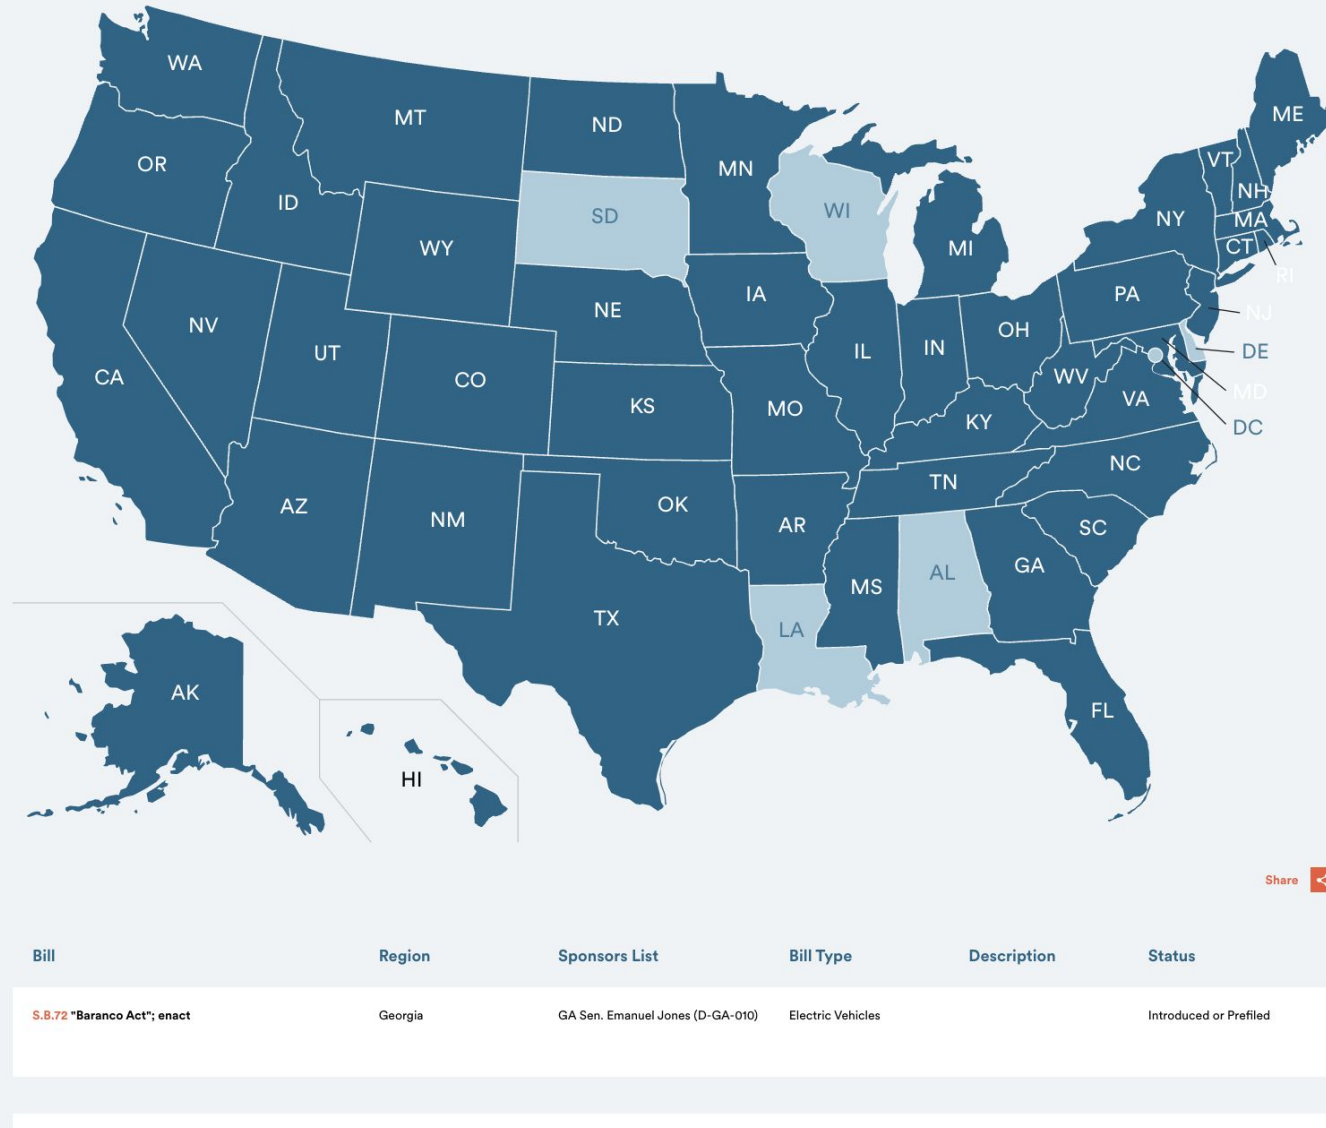 WA
ME
MT
ND
VT
OR
MN
NH
ID
SD
WI
NY
MA
WY
MI
CT
RI
IA
PA
NE
NJ
NV
OH
UT
IL
IN
DE
CA
CO
WV
MD
KS
MO
VA
KY
DC
NC
TN
AZ
NM
OK
AR
SC
MS
AL
GA
TX
LA
AK
FL
HI
Share
Bill Region Sponsors List Bill Type Description Status
S.B.72 "Baranco Act"; enact Georgia GA Sen. Emanuel Jones (D-GA-010) Electric Vehicles Introduced or Prefiled